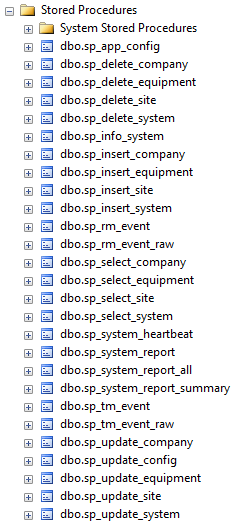 Stored Procedures
System Stored Procedures
dbo.sp_app_config
dbo.sp_delete_company
dbo.sp_delete_equipment
dbo.sp_delete_site
dbo.sp_delete_system
dbo.sp_info_system
dbo.sp_insert_company
dbo.sp_insert_equipment
dbo.sp_insert_site
dbo.sp_insert_system
dbo.sp_rm_event
dbo.sp_rm_event_raw
dbo.sp_select_company
dbo.sp_select_equipment
dbo.sp_select_site
dbo.sp_select_system
dbo.sp_system_heartbeat
dbo.sp_system_report
dbo.sp_system_report_all
dbo.sp_system_report_summary
dbo.sp_tm_event
dbo.sp_tm_event_raw
dbo.sp_update_company
dbo.sp_update_config
dbo.sp_update_equipment
dbo.sp_update_site
dbo.sp_update_system